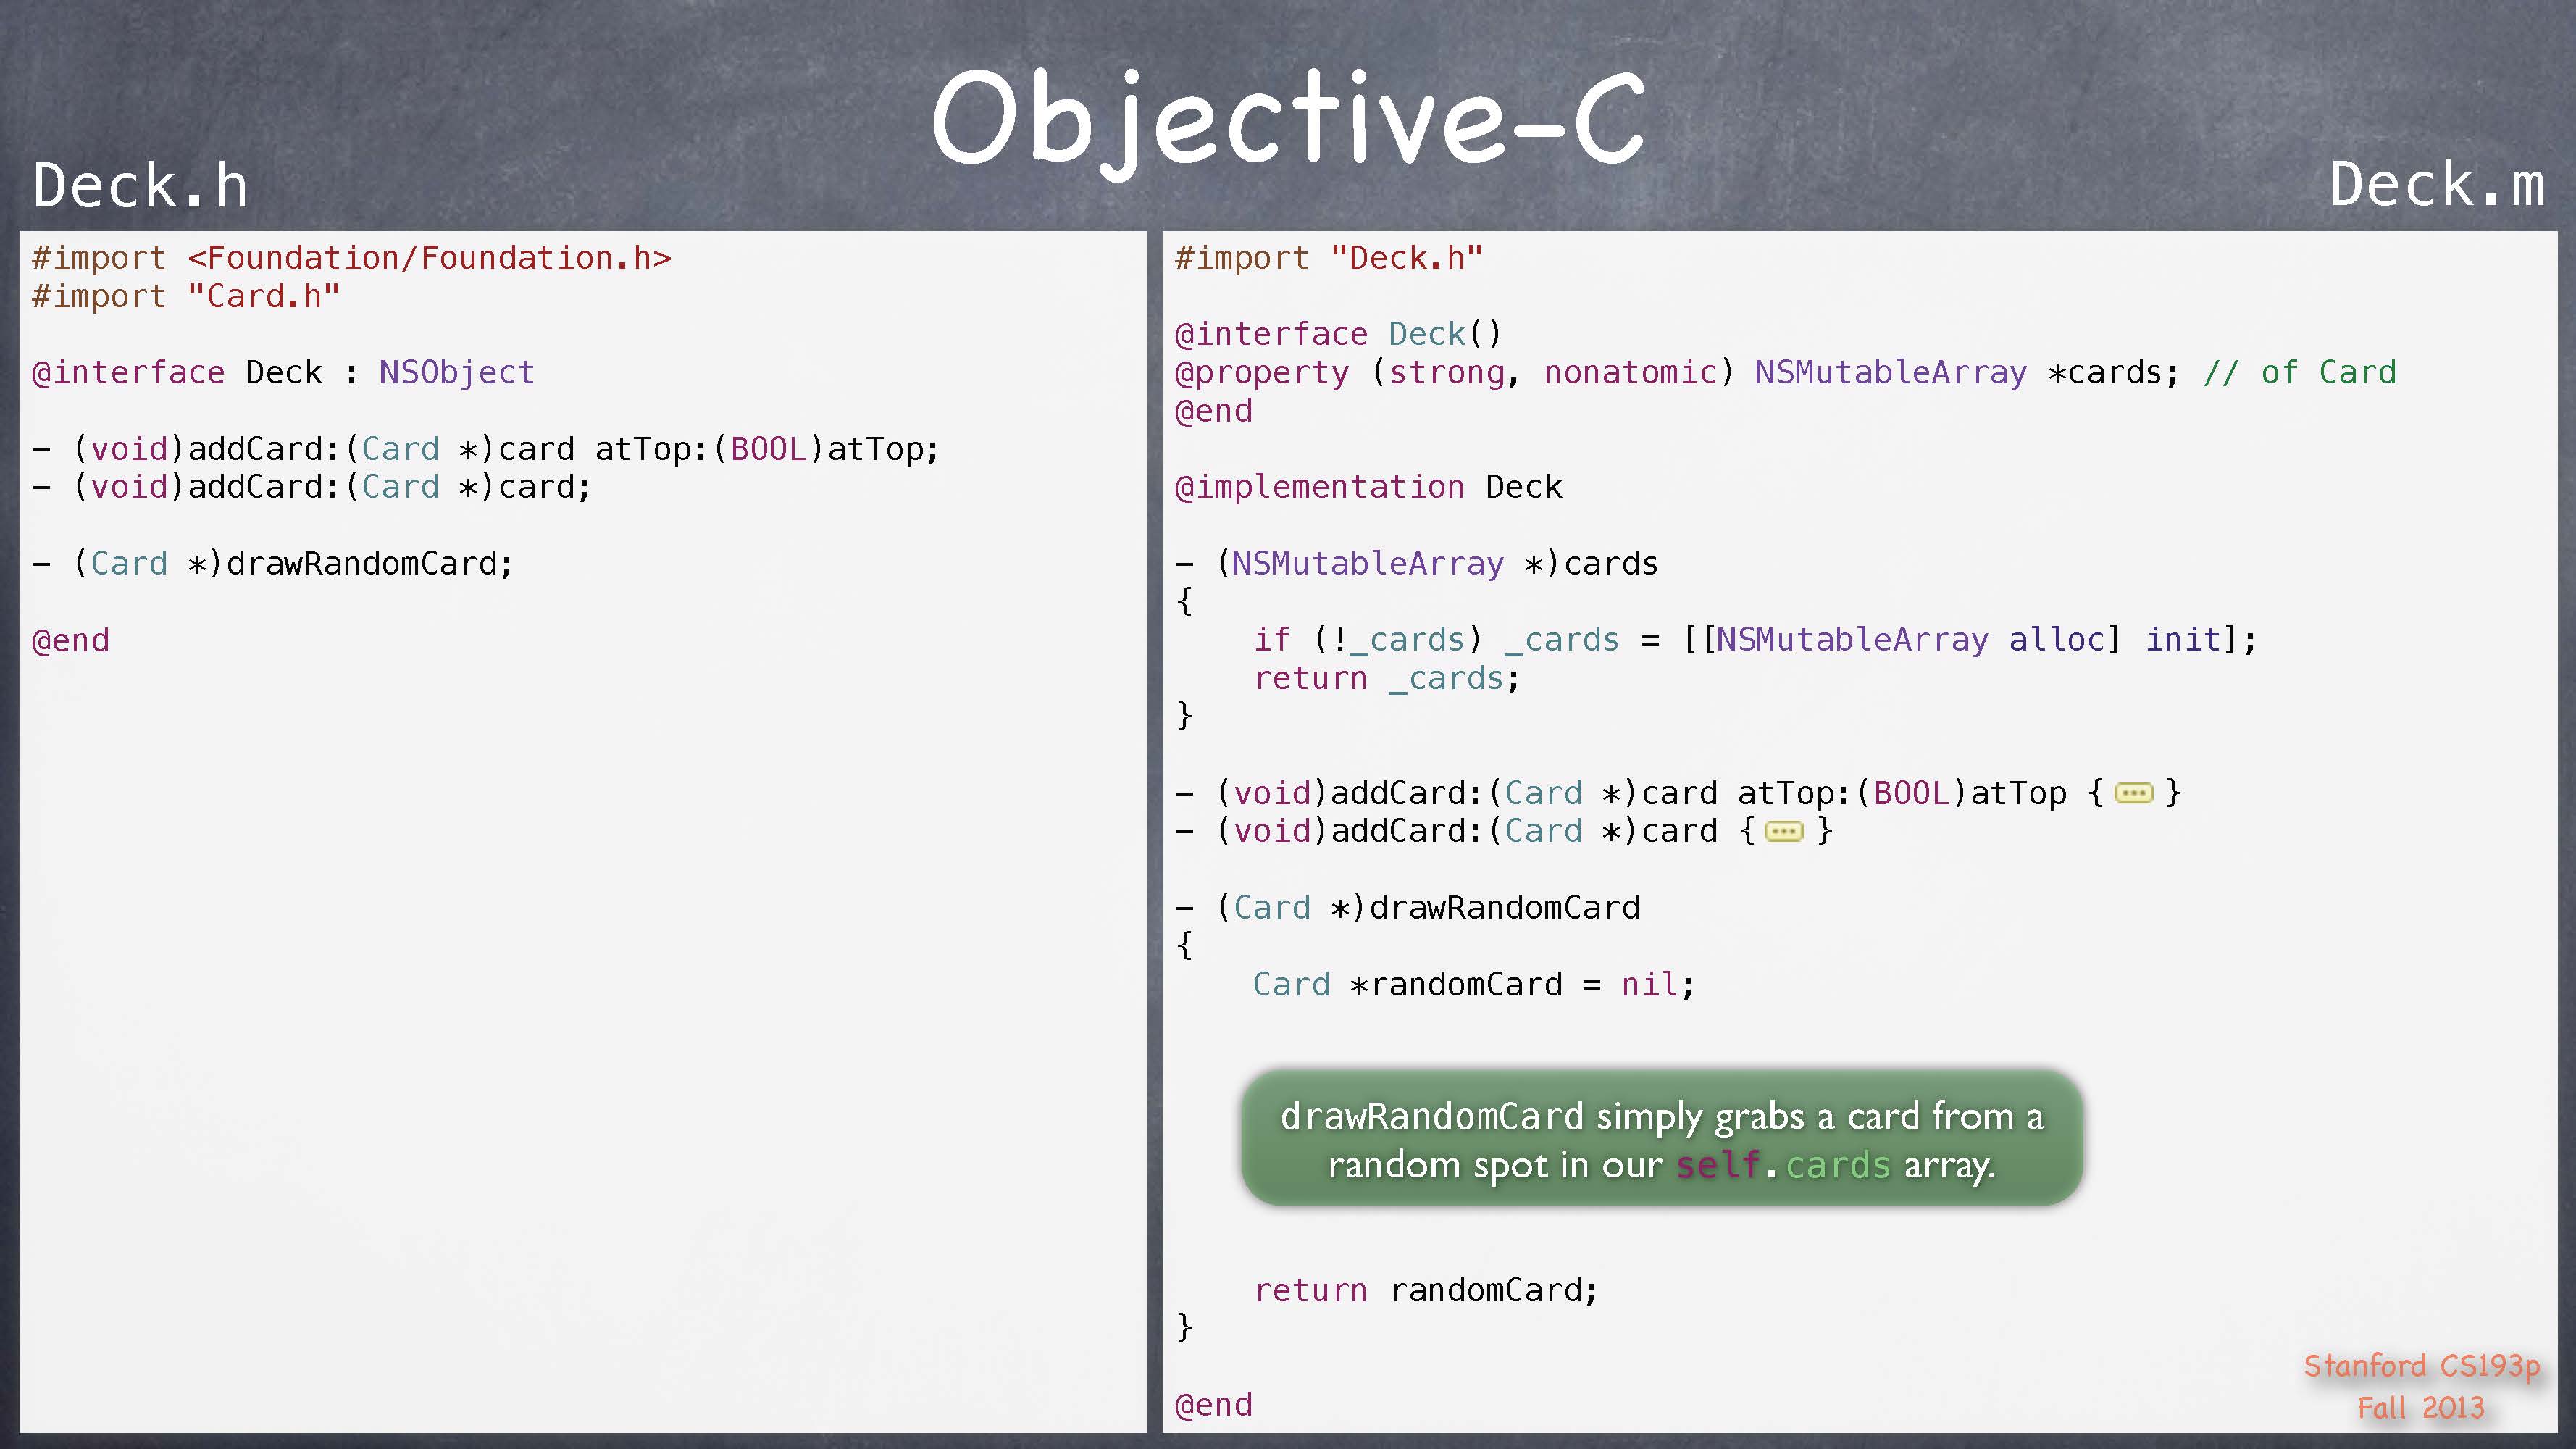 Objective-C
Deck.h
#import <Foundation/Foundation.h>
#import "Card.h"
@interface Deck : NSObject
- (void)addCard:(Card *)card atTop:(BOOL)atTop;
- (void)addCard:(Card *)card;
- (Card *)drawRandomCard;
@end
Deck.m
#import "Deck.h"
@interface Deck()
@property (strong, nonatomic) NSMutableArray *cards; // of Card
@end
@implementation Deck
- (NSMutableArray *)cards
{
    if (!_cards) _cards = [[NSMutableArray alloc] init];
    return _cards;
}
- (void)addCard:(Card *)card atTop:(BOOL)atTop { ... }
- (void)addCard:(Card *)card { ... }
- (Card *)drawRandomCard
{
    Card *randomCard = nil;
drawRandomCard simply grabs a card from a
random spot in our self.cards array.
    return randomCard;
}
@end
Stanford CS193p
Fall 2013